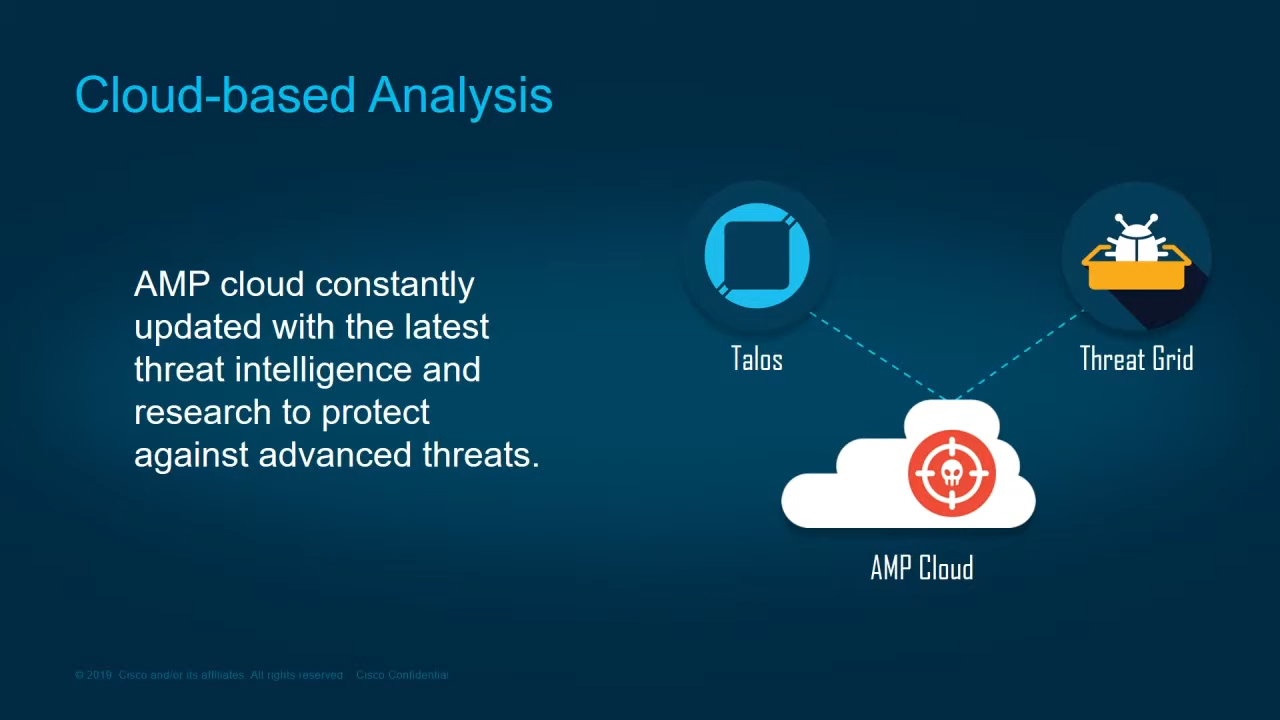 Cloud-based Analysis
AMP cloud constantly
updated with the latest
threat intelligence and
research to protect
against advanced threats.
Talos
Threat Grid
AMP Cloud
© 2019 Cisco and/or its affiliates. All rights reserved. Cisco Confidential